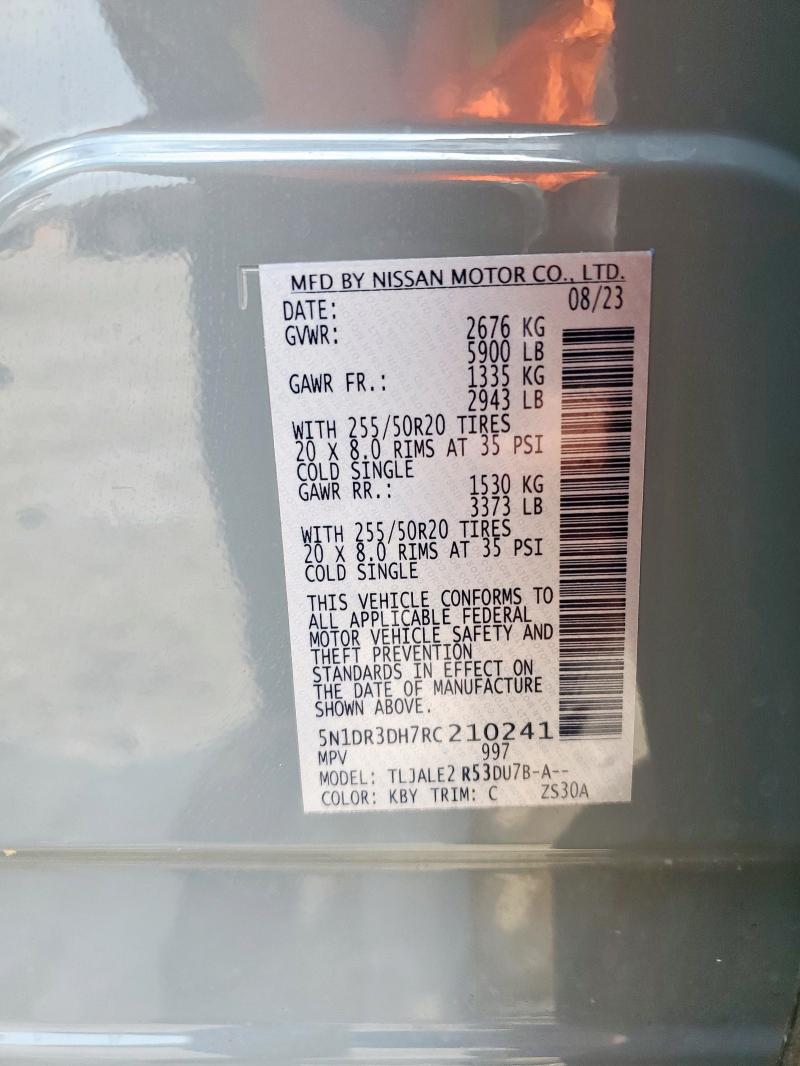 MFD BY NISSAN MOTOR CO., LTD.
DATE: 08/23
GVWR: 2676 KG
5900 LB
GAWR FR.: 1335 KG
2943 LB
WITH 255/50R20 TIRES
20 X 8.0 RIMS AT 35 PSI
COLD SINGLE
GAWR RR.: 1530 KG
3373 LB
WITH 255/50R20 TIRES
20 X 8.0 RIMS AT 35 PSI
COLD SINGLE
THIS VEHICLE CONFORMS TO
ALL APPLICABLE FEDERAL
MOTOR VEHICLE SAFETY AND
THEFT PREVENTION
STANDARDS IN EFFECT ON
THE DATE OF MANUFACTURE
SHOWN ABOVE.
5N1DR3DH7RC210241
MPV 997
MODEL: TLJALE2 R53DU7B-A--
COLOR: KBY TRIM: C ZS30A